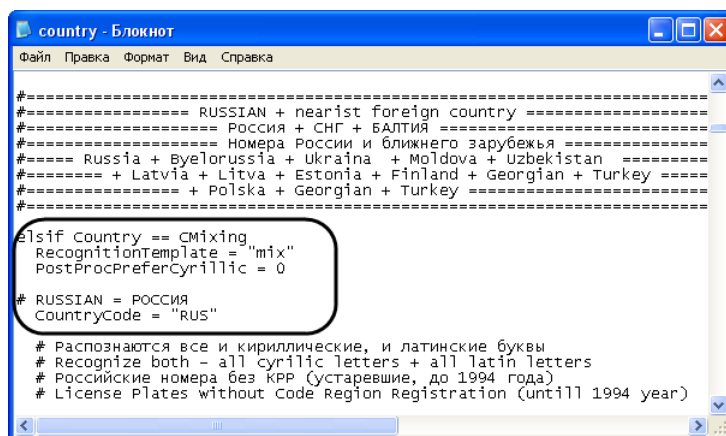 country - Блокнот
Файл Правка Формат Вид Справка
#======================================================================
#==================== RUSSIAN + nearist foreign country ====================
#======================= Россия + СНГ + БАЛТИЯ =======================
#==================== Номера России и ближнего зарубежья ====================
#===== Russia + Byelorussia + Ukraina + Moldova + Uzbekistan =========
#======== + Latvia + Litva + Estonia + Finland + Georgian + Turkey =====
#================ + Polska + Georgian + Turkey =========================
#======================================================================
elsif Country == CMixing
RecognitionTemplate = "mix"
PostProcPreferCyrillic = 0
# RUSSIAN = РОССИЯ
CountryCode = "RUS"
# Распознаются все и кириллические, и латинские буквы
# Recognize both - all cyrilic letters + all latin letters
# Российские номера без КРР (устаревшие, до 1994 года)
# License Plates without Code Region Registration (untill 1994 year)